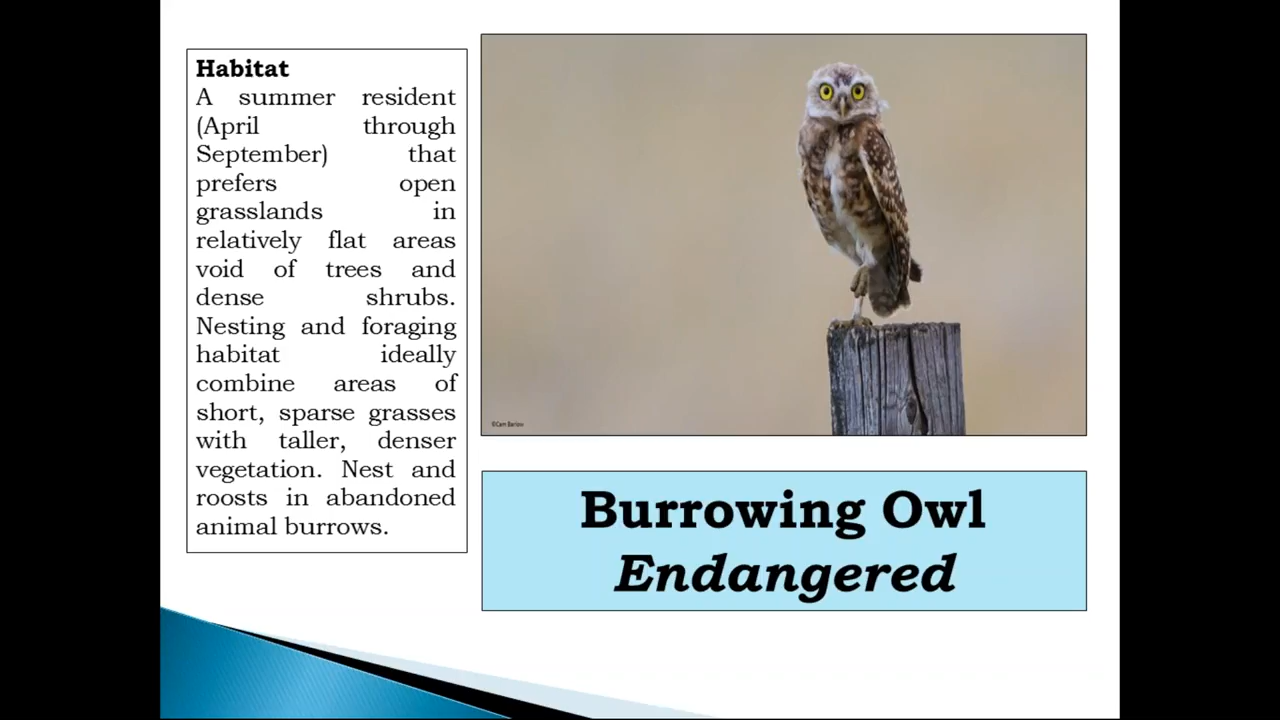 Habitat
A summer resident
(April through
September) that
prefers open
grasslands in
relatively flat areas
void of trees and
dense shrubs.
Nesting and foraging
habitat ideally
combine areas of
short, sparse grasses
with taller, denser
vegetation. Nest and
roosts in abandoned
animal burrows.
©Cam Barlow
Burrowing Owl
Endangered